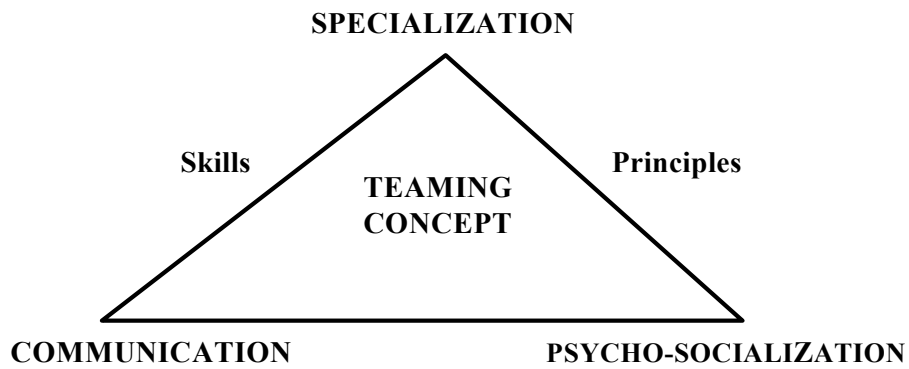 SPECIALIZATION
Skills
Principles
TEAMING
CONCEPT
COMMUNICATION
PSYCHO-SOCIALIZATION